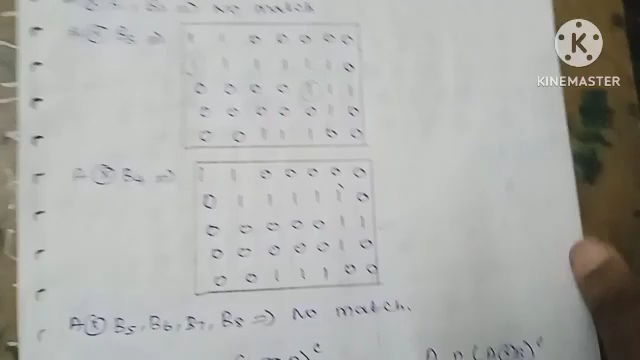 ⇒ No match
A ⊛ B₃ ⇒ 1 1 0 0 0 0 0
1 1 1 1 1 1 0
0 0 0 0 1 1 1
0 0 0 0 0 1 0
0 0 1 1 1 0 0
A ⊛ B₄ ⇒ 1 1 0 0 0 0 0
0 1 1 1 1 1 0
0 0 0 0 0 1 1
0 0 0 0 0 1 0
0 0 1 1 1 0 0
A ⊛ B₅, B₆, B₇, B₈ ⇒ No match.
KINEMASTER